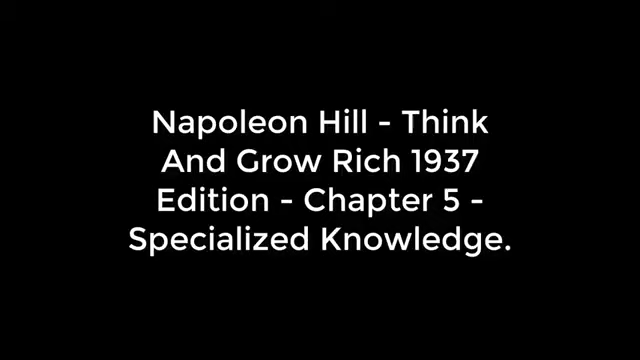 Napoleon Hill - Think
And Grow Rich 1937
Edition - Chapter 5 -
Specialized Knowledge.